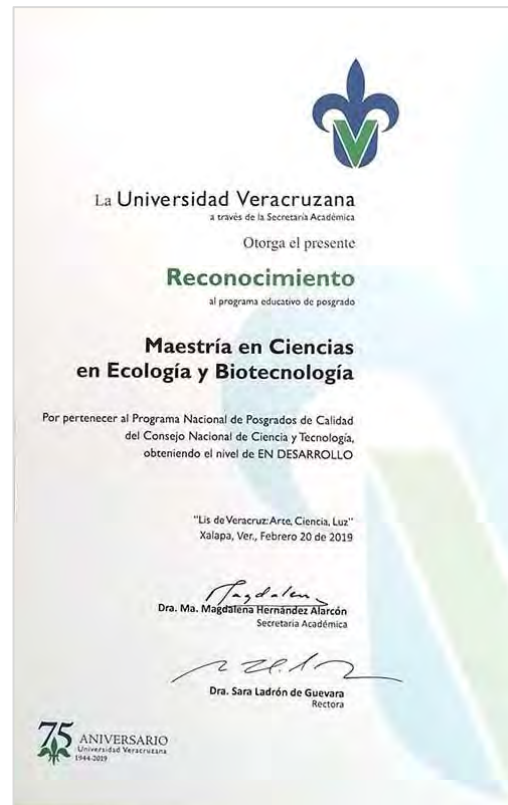 La Universidad Veracruzana
a través de la Secretaría Académica
Otorga el presente
Reconocimiento
al programa educativo de posgrado
Maestría en Ciencias
en Ecología y Biotecnología
Por pertenecer al Programa Nacional de Posgrados de Calidad
del Consejo Nacional de Ciencia y Tecnología,
obteniendo el nivel de EN DESARROLLO
"Lis de Veracruz: Arte, Ciencia, Luz"
Xalapa, Ver., Febrero 20 de 2019
Magdalena
Dra. Ma. Magdalena Hernández Alarcón
Secretaria Académica
Dra. Sara Ladrón de Guevara
Rectora
75 ANIVERSARIO
Universidad Veracruzana
1944-2019